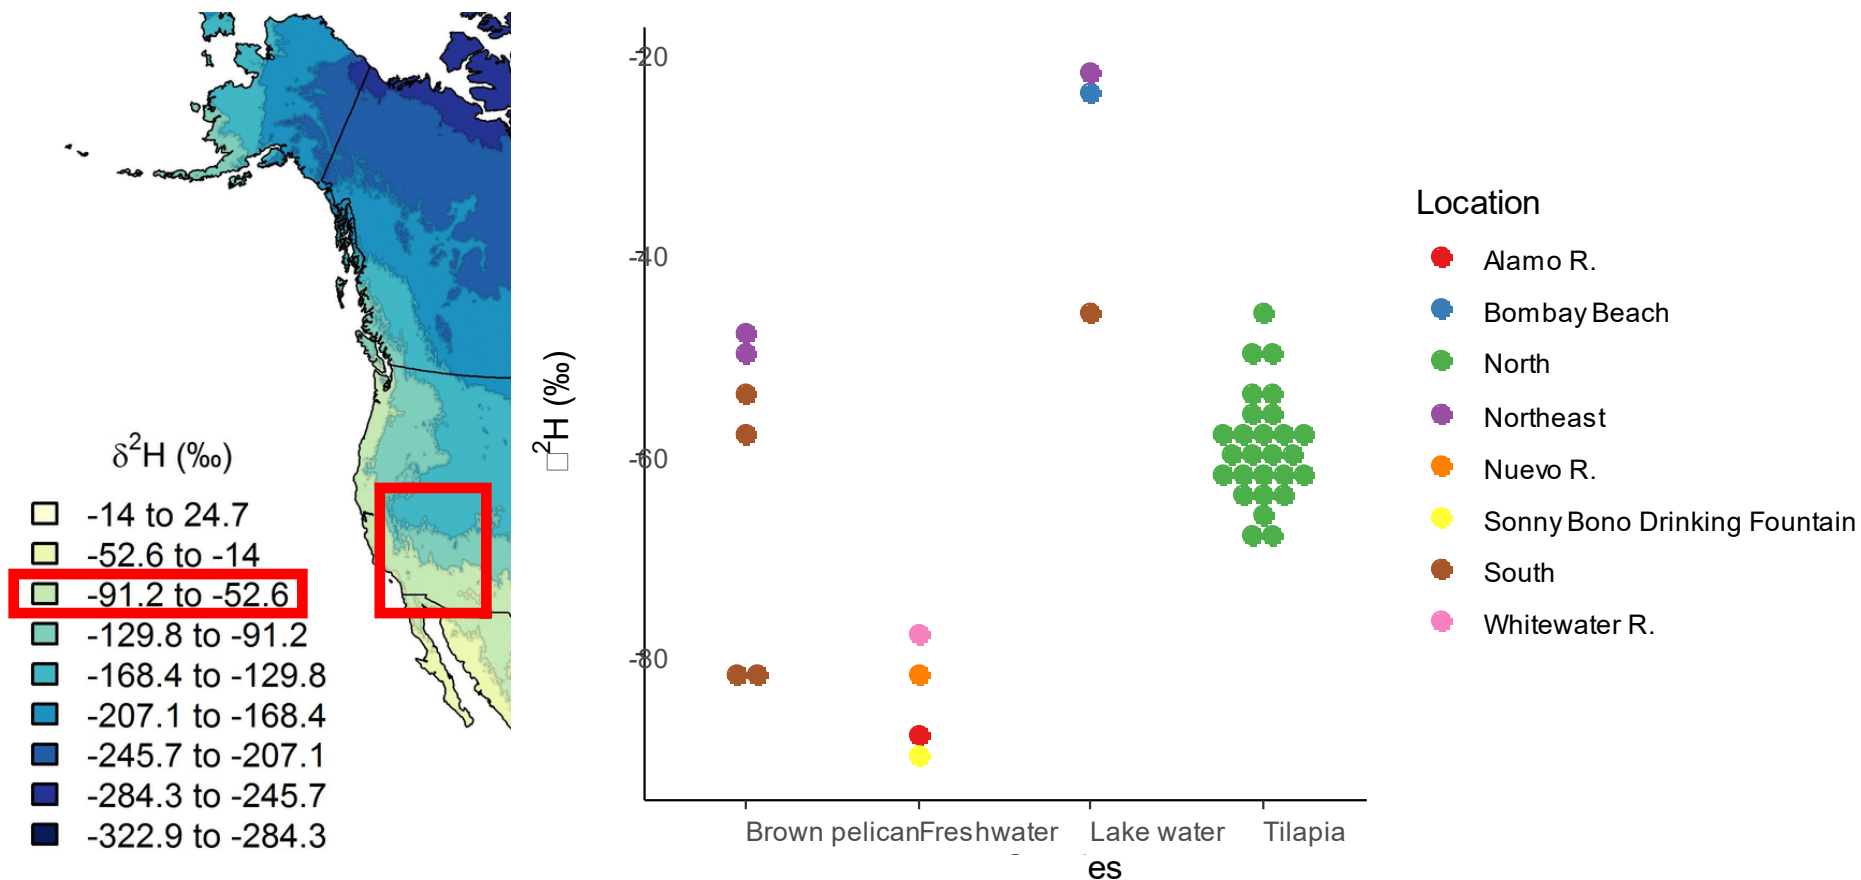 δ²H (‰)
-14 to 24.7
-52.6 to -14
-91.2 to -52.6
-129.8 to -91.2
-168.4 to -129.8
-207.1 to -168.4
-245.7 to -207.1
-284.3 to -245.7
-322.9 to -284.3
□²H (‰)
-20
-40
-60
-80
Brown pelican
Freshwater
Lake water
Tilapia
es
Location
Alamo R.
Bombay Beach
North
Northeast
Nuevo R.
Sonny Bono Drinking Fountain
South
Whitewater R.